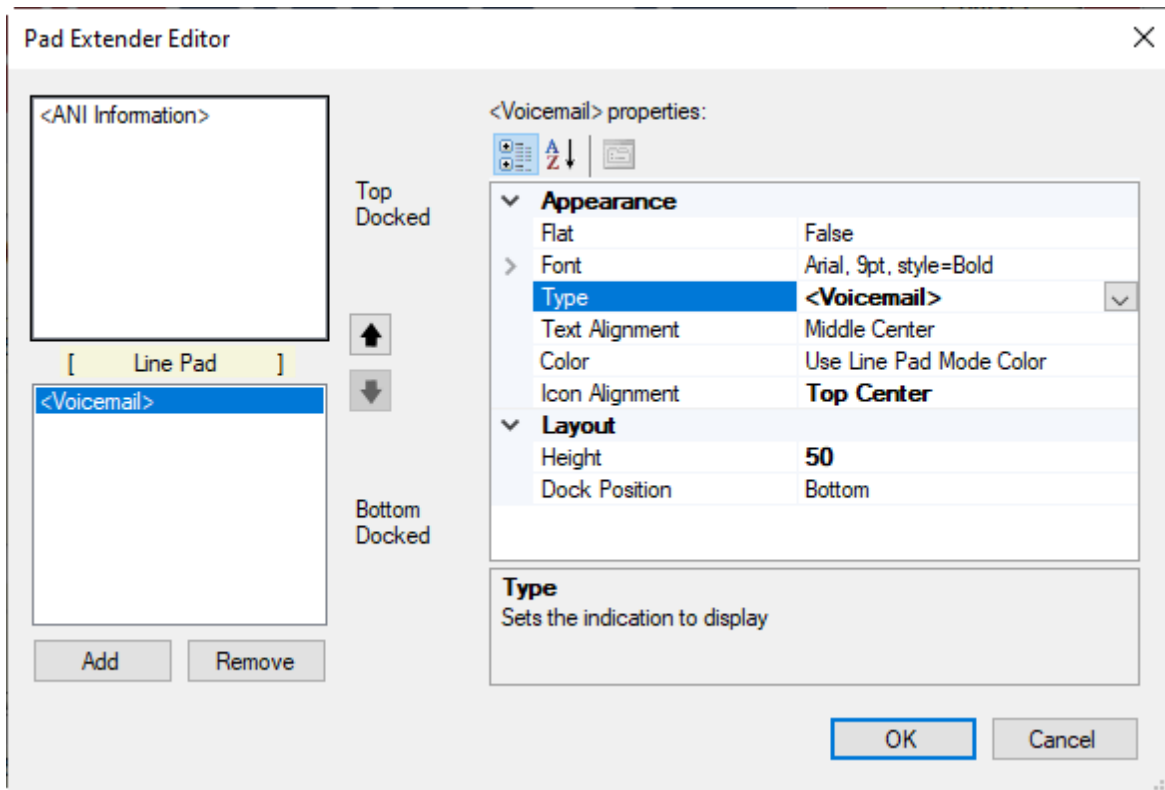 Pad Extender Editor
<ANI Information>
Top
Docked
[ Line Pad ]
<Voicemail>
Bottom
Docked
Add Remove
<Voicemail> properties:
Appearance
Flat False
Font Arial, 9pt, style=Bold
Type <Voicemail>
Text Alignment Middle Center
Color Use Line Pad Mode Color
Icon Alignment Top Center
Layout
Height 50
Dock Position Bottom
Type
Sets the indication to display
OK Cancel